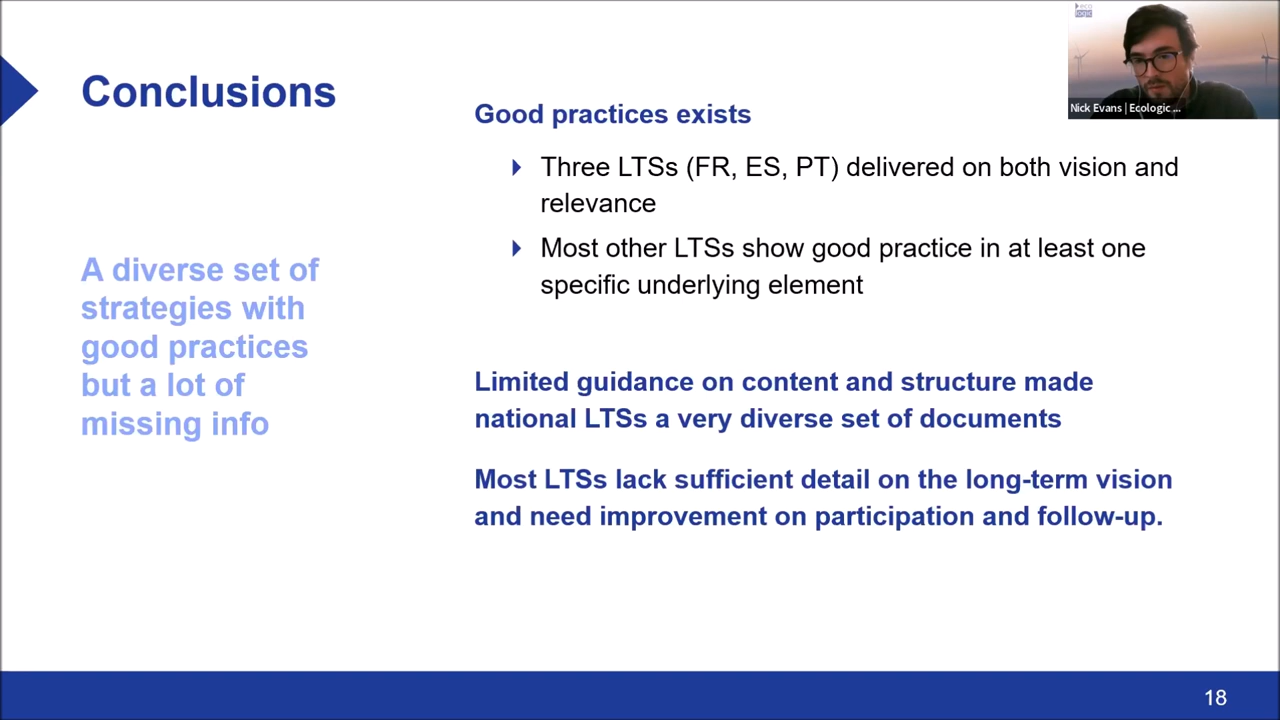 Conclusions
A diverse set of
strategies with
good practices
but a lot of
missing info
Good practices exists
Three LTSs (FR, ES, PT) delivered on both vision and
relevance
Most other LTSs show good practice in at least one
specific underlying element
Limited guidance on content and structure made
national LTSs a very diverse set of documents
Most LTSs lack sufficient detail on the long-term vision
and need improvement on participation and follow-up.
eco
logic
Nick Evans | Ecologic ...
18